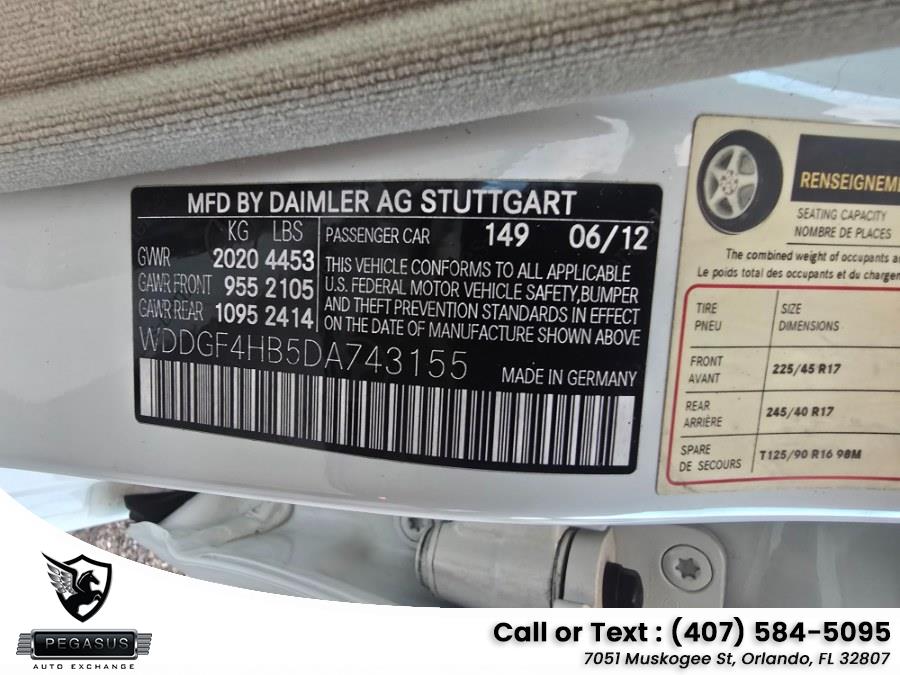 MFD BY DAIMLER AG STUTTGART
KG LBS
GVWR 2020 4453
GAWR FRONT 955 2105
GAWR REAR 1095 2414
PASSENGER CAR 149 06/12
THIS VEHICLE CONFORMS TO ALL APPLICABLE
U.S. FEDERAL MOTOR VEHICLE SAFETY,BUMPER
AND THEFT PREVENTION STANDARDS IN EFFECT
ON THE DATE OF MANUFACTURE SHOWN ABOVE
WDDGF4HB5DA743155
MADE IN GERMANY
SEATING CAPACITY
NOMBRE DE PLACES
The combined weight of occupants
Le poids total des occupants et du
TIRE SIZE
PNEU DIMENSIONS
FRONT
AVANT
225/45 R17
REAR
ARRIÈRE
245/40 R17
SPARE
DE SECOURS
T125/90 R16 98M
PEGASUS
AUTO EXCHANGE
Call or Text : (407) 584-5095
7051 Muskogee St, Orlando, FL 32807